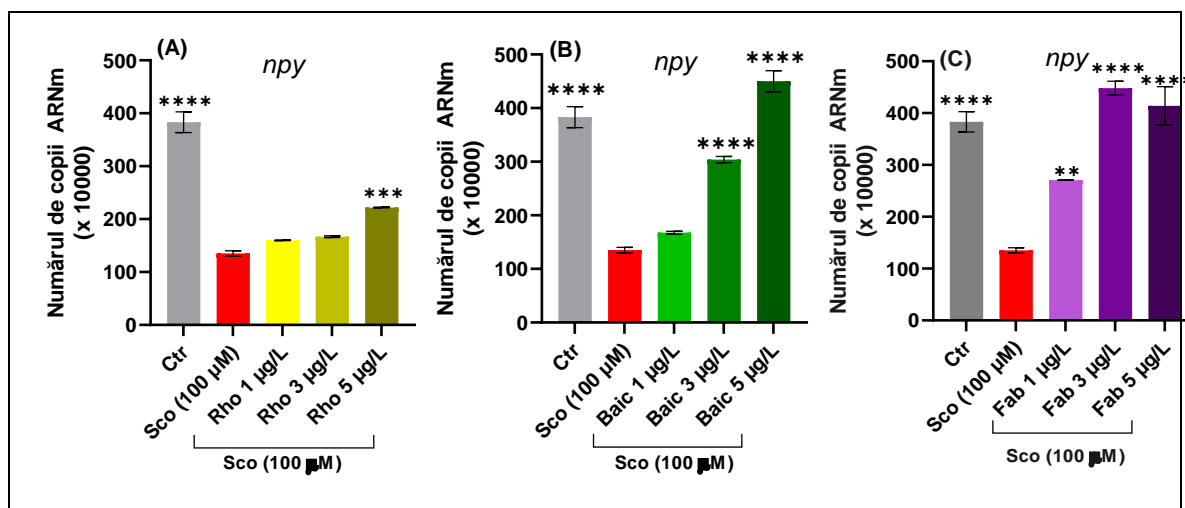 (A)
npy
Numărul de copii ARNm
(x 10000)
500
400
300
200
100
0
****
***
Ctr
Sco (100 µM)
Rho 1 µg/L
Rho 3 µg/L
Rho 5 µg/L
Sco (100 µM)
(B)
npy
Numărul de copii ARNm
(x 10000)
500
400
300
200
100
0
****
****
****
Ctr
Sco (100 µM)
Baic 1 µg/L
Baic 3 µg/L
Baic 5 µg/L
Sco (100 µM)
(C)
npy
Numărul de copii ARNm
(x 10000)
500
400
300
200
100
0
****
**
****
****
Ctr
Sco (100 µM)
Fab 1 µg/L
Fab 3 µg/L
Fab 5 µg/L
Sco (100 µM)